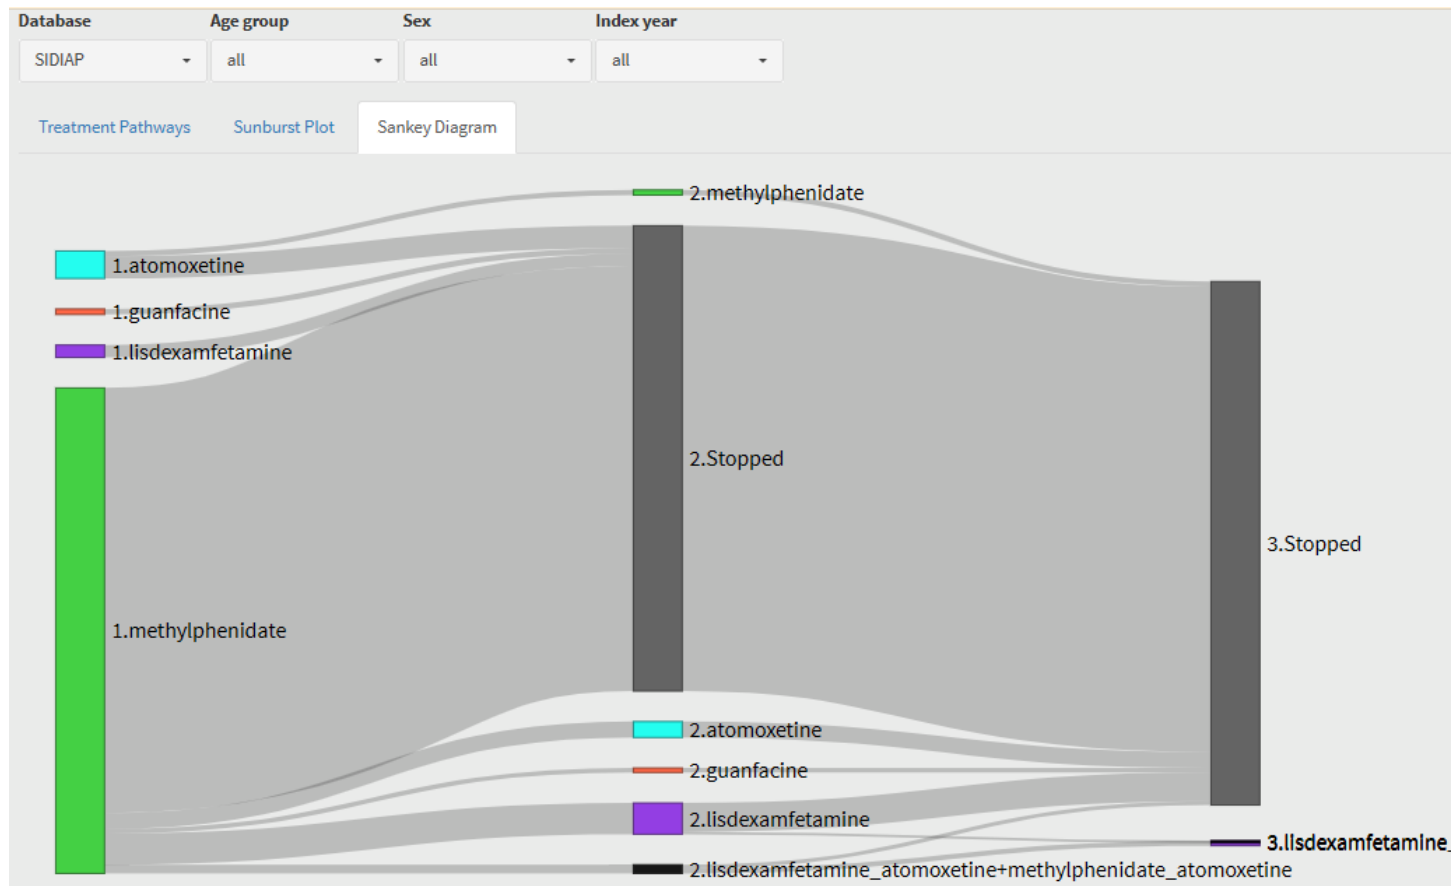 Database Age group Sex Index year
SIDIAP all all all
Treatment Pathways Sunburst Plot Sankey Diagram
2.methylphenidate
1.atomoxetine
1.guanfacine
1.lisdexamfetamine
2.Stopped
3.Stopped
1.methylphenidate
2.atomoxetine
2.guanfacine
2.lisdexamfetamine
3.lisdexamfetamine_
2.lisdexamfetamine_atomoxetine+methylphenidate_atomoxetine